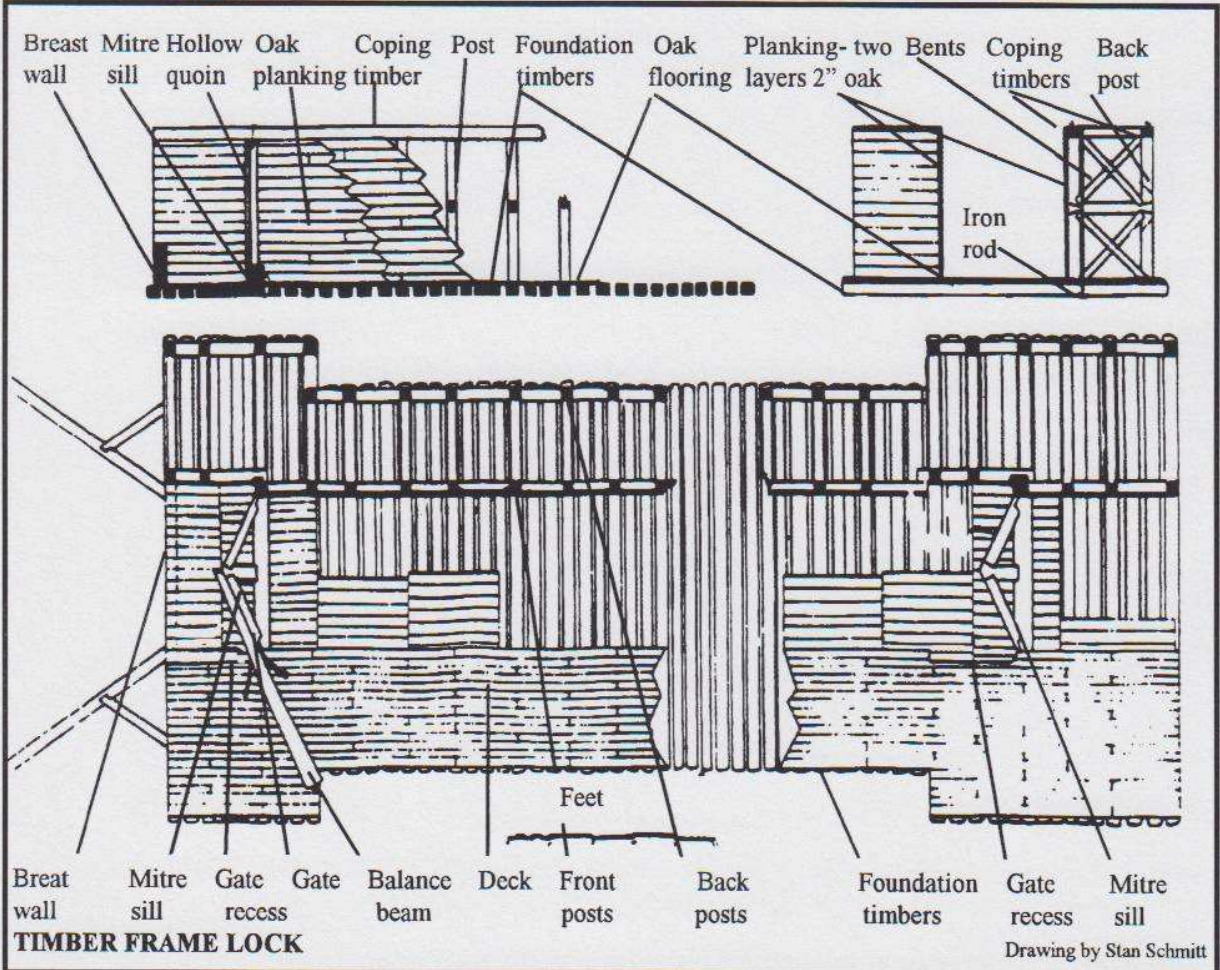 Breast wall
Mitre sill
Hollow quoin
Oak planking
Coping timber
Post
Foundation timbers
Oak flooring
Planking- two layers 2” oak
Bents
Coping timbers
Back post
Iron rod
Feet
Breat wall
Mitre sill
Gate recess
Gate
Balance beam
Deck
Front posts
Back posts
Foundation timbers
Gate recess
Mitre sill
TIMBER FRAME LOCK
Drawing by Stan Schmitt